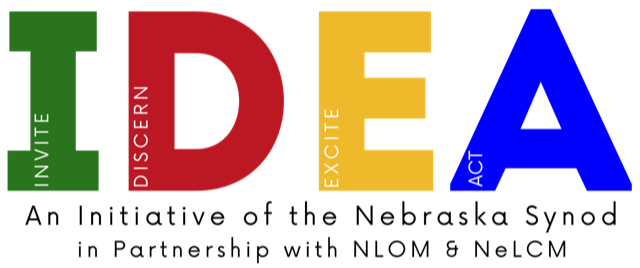 IDEA
INVITE
DISCERN
EXCITE
ACT
An Initiative of the Nebraska Synod
in Partnership with NLOM & NeLCM